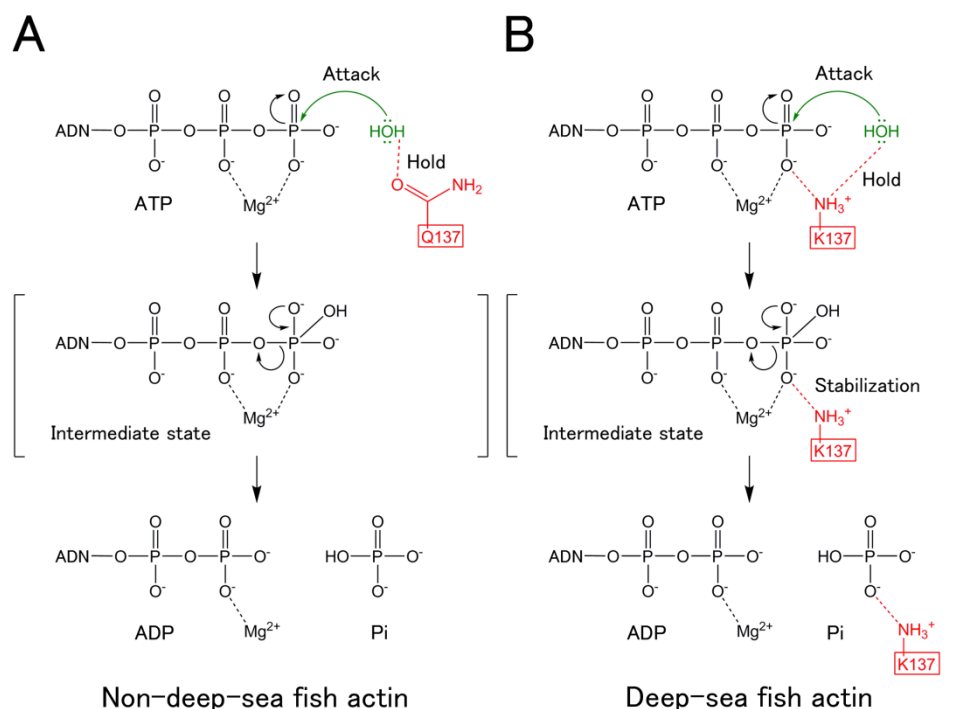 A
Attack
O O O
ADN—O—P—O—P—O—P—O⁻
HOH
O⁻ O⁻ O⁻
Hold
O NH₂
ATP
Mg²⁺
Q137
O O O⁻ OH
ADN—O—P—O—P—O—P—O⁻
O⁻ O⁻ O⁻
Mg²⁺
Intermediate state
O O O
ADN—O—P—O—P—O⁻ HO—P—O⁻
O⁻ O⁻ O⁻
ADP Mg²⁺ Pi
Non-deep-sea fish actin
B
Attack
O O O
ADN—O—P—O—P—O—P—O⁻
HOH
O⁻ O⁻ O⁻
Hold
ATP
Mg²⁺ NH₃⁺
K137
O O O⁻ OH
ADN—O—P—O—P—O—P—O⁻
O⁻ O⁻ O⁻
Stabilization
Mg²⁺ NH₃⁺
Intermediate state
K137
O O O
ADN—O—P—O—P—O⁻ HO—P—O⁻
O⁻ O⁻ O⁻
ADP Mg²⁺ Pi NH₃⁺
K137
Deep-sea fish actin